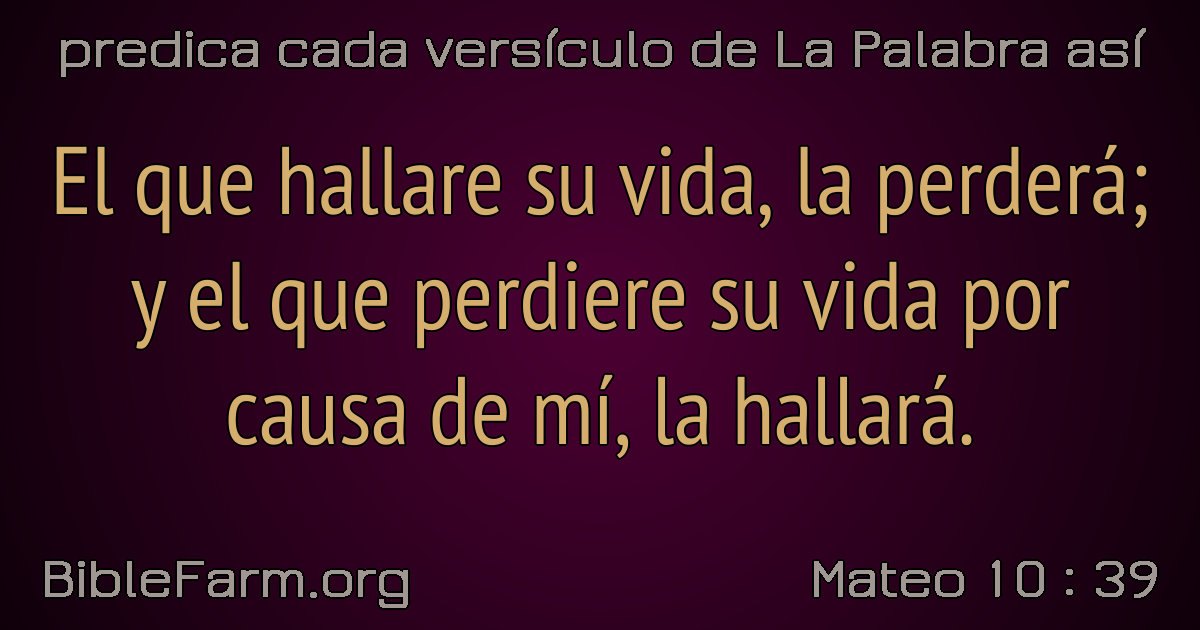 predica cada versículo de La Palabra así
El que hallare su vida, la perderá;
y el que perdiere su vida por
causa de mí, la hallará.
BibleFarm.org
Mateo 10 : 39